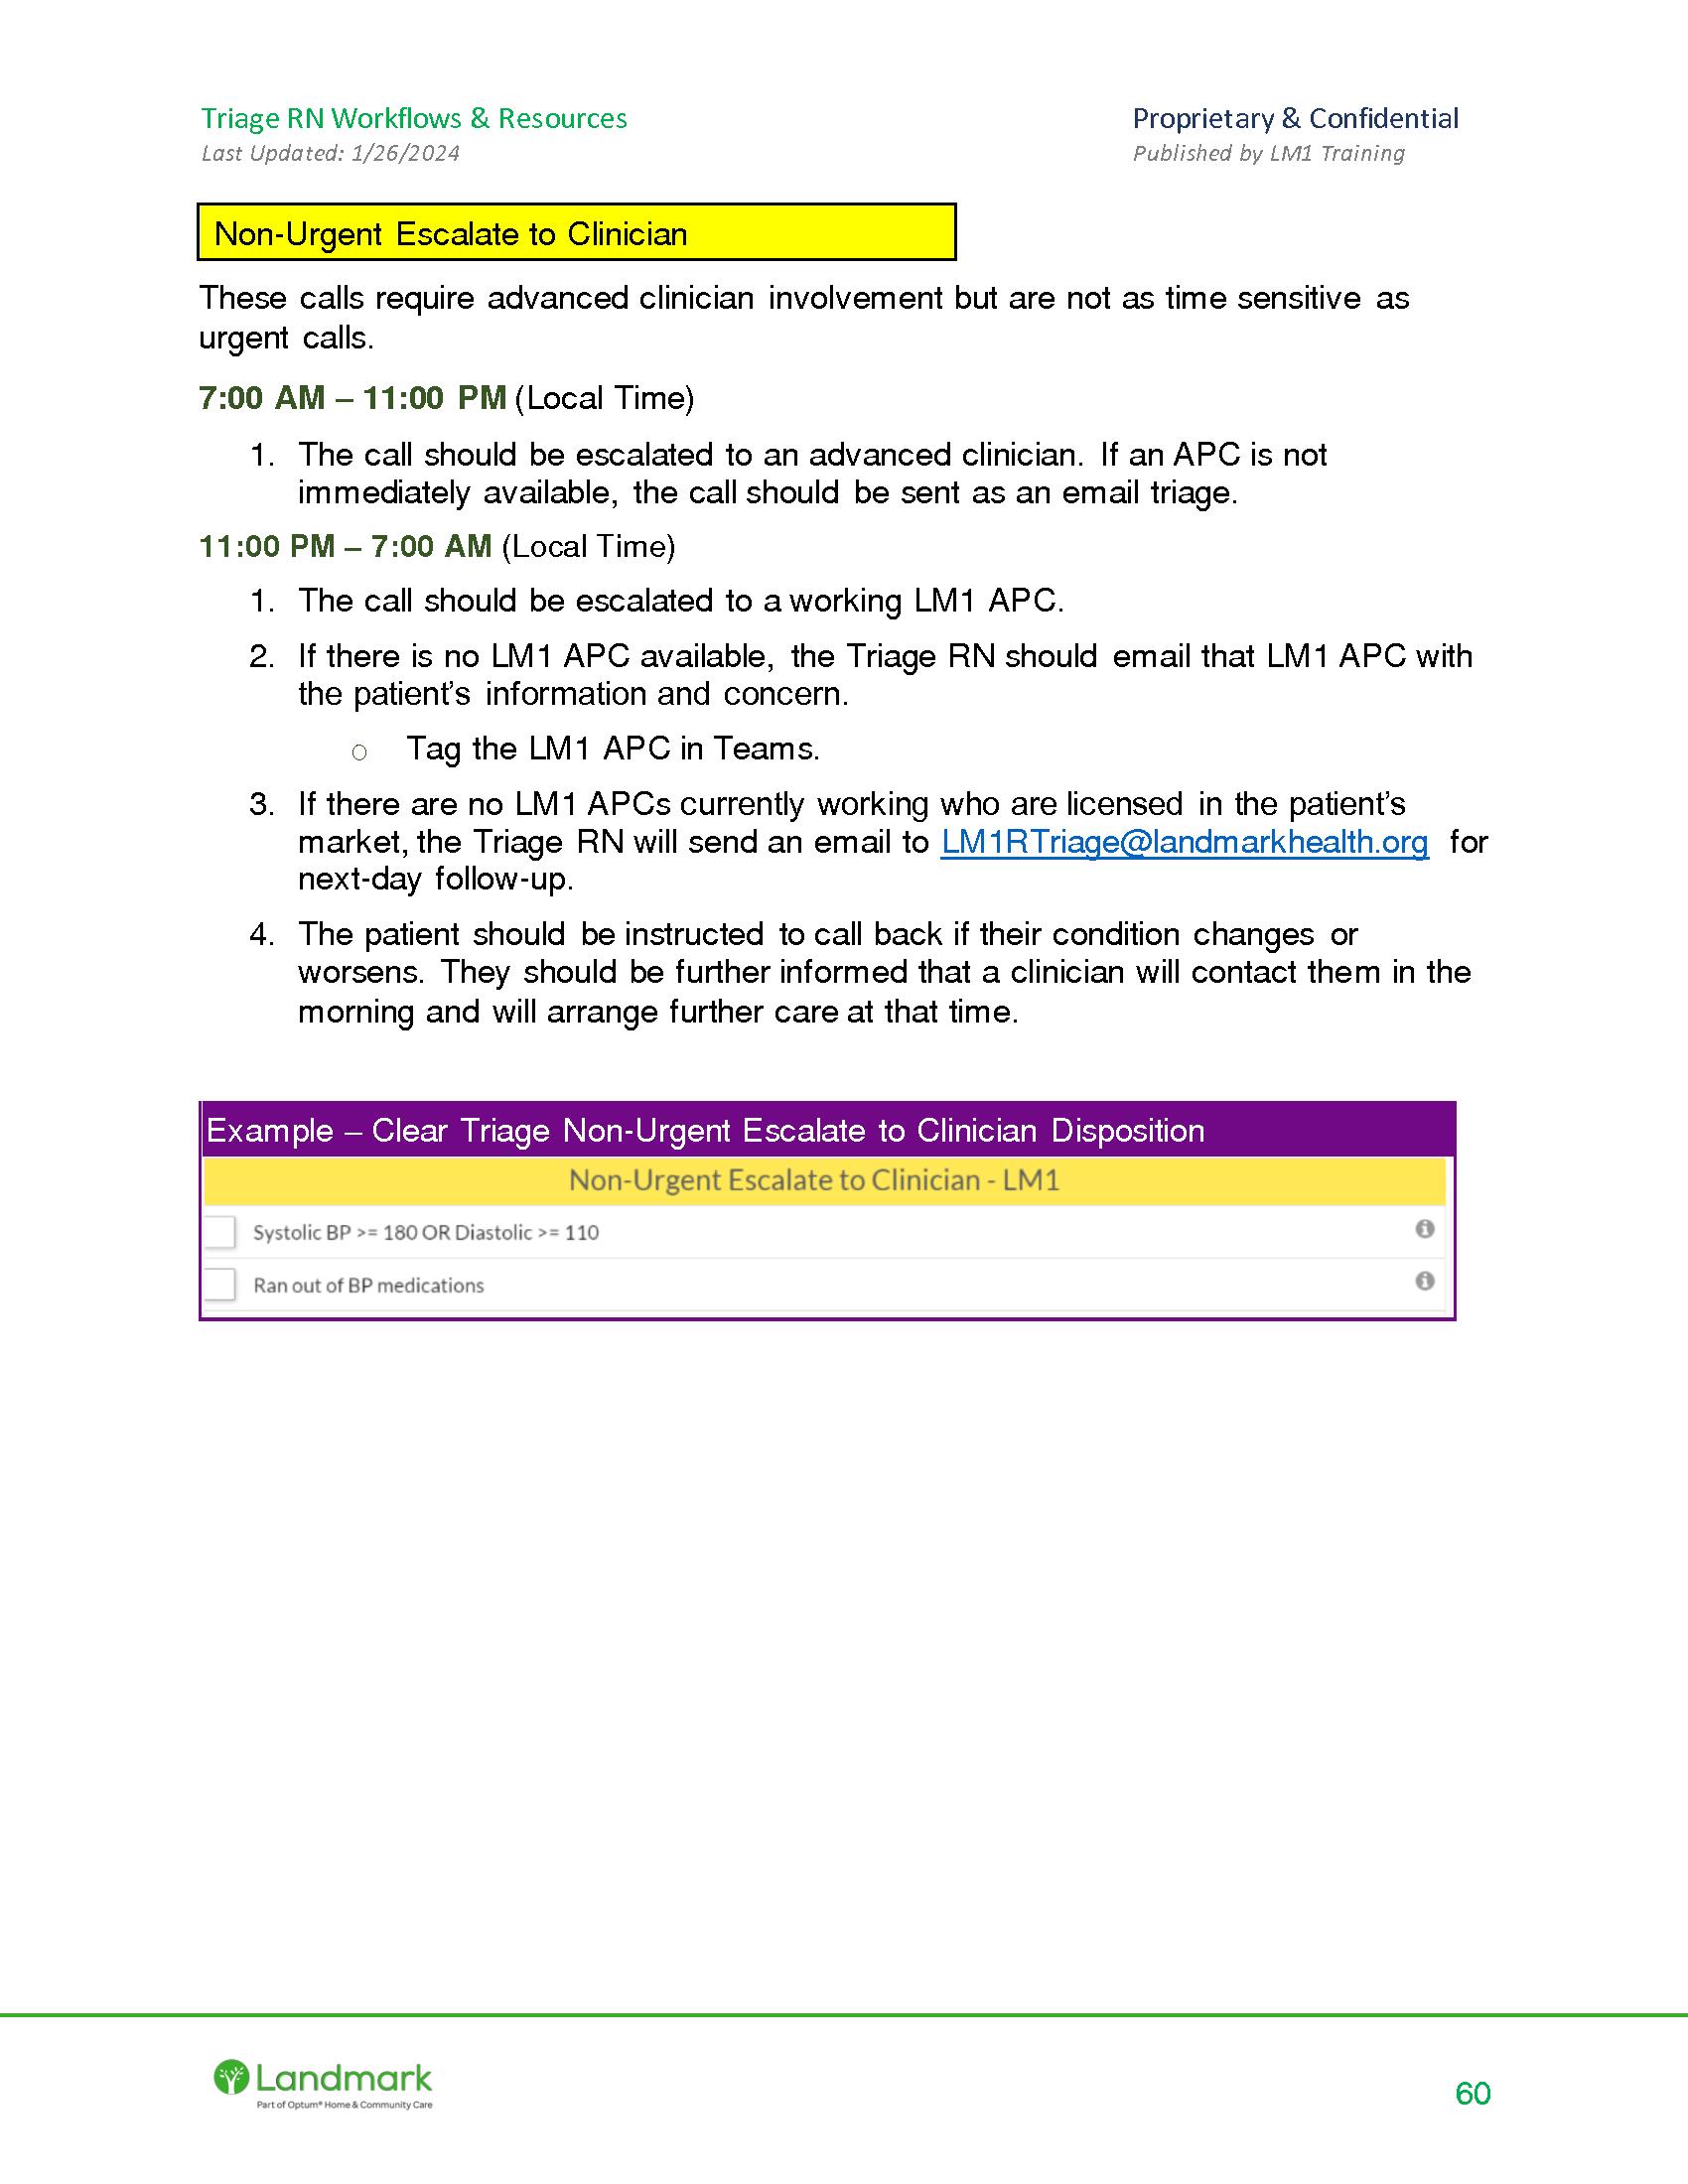 Triage RN Workflows & Resources
Proprietary & Confidential
Last Updated: 1/26/2024
Published by LM1 Training
Non-Urgent Escalate to Clinician
These calls require advanced clinician involvement but are not as time sensitive as
urgent calls.
7:00 AM – 11:00 PM (Local Time)
1. The call should be escalated to an advanced clinician. If an APC is not
immediately available, the call should be sent as an email triage.
11:00 PM – 7:00 AM (Local Time)
1. The call should be escalated to a working LM1 APC.
2. If there is no LM1 APC available, the Triage RN should email that LM1 APC with
the patient’s information and concern.
o Tag the LM1 APC in Teams.
3. If there are no LM1 APCs currently working who are licensed in the patient’s
market, the Triage RN will send an email to LM1RTriage@landmarkhealth.org for
next-day follow-up.
4. The patient should be instructed to call back if their condition changes or
worsens. They should be further informed that a clinician will contact them in the
morning and will arrange further care at that time.
Example – Clear Triage Non-Urgent Escalate to Clinician Disposition
Non-Urgent Escalate to Clinician - LM1
Systolic BP >= 180 OR Diastolic >= 110
Ran out of BP medications
Landmark
Part of Optum® Home & Community Care
60